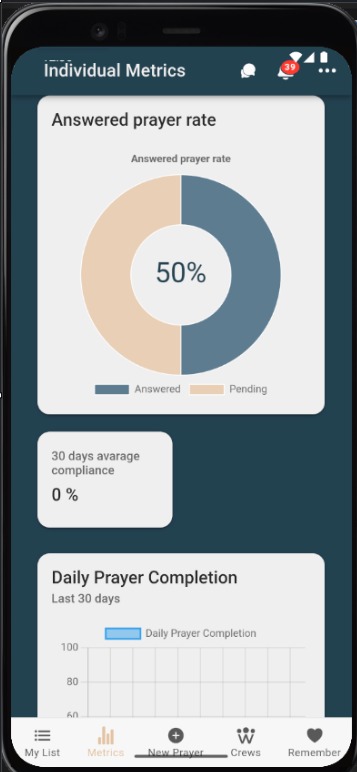 Individual Metrics
39
Answered prayer rate
Answered prayer rate
50%
Answered
Pending
30 days avarage
compliance
0 %
Daily Prayer Completion
Last 30 days
Daily Prayer Completion
100
80
60
My List
Metrics
New Prayer
Crews
Remember